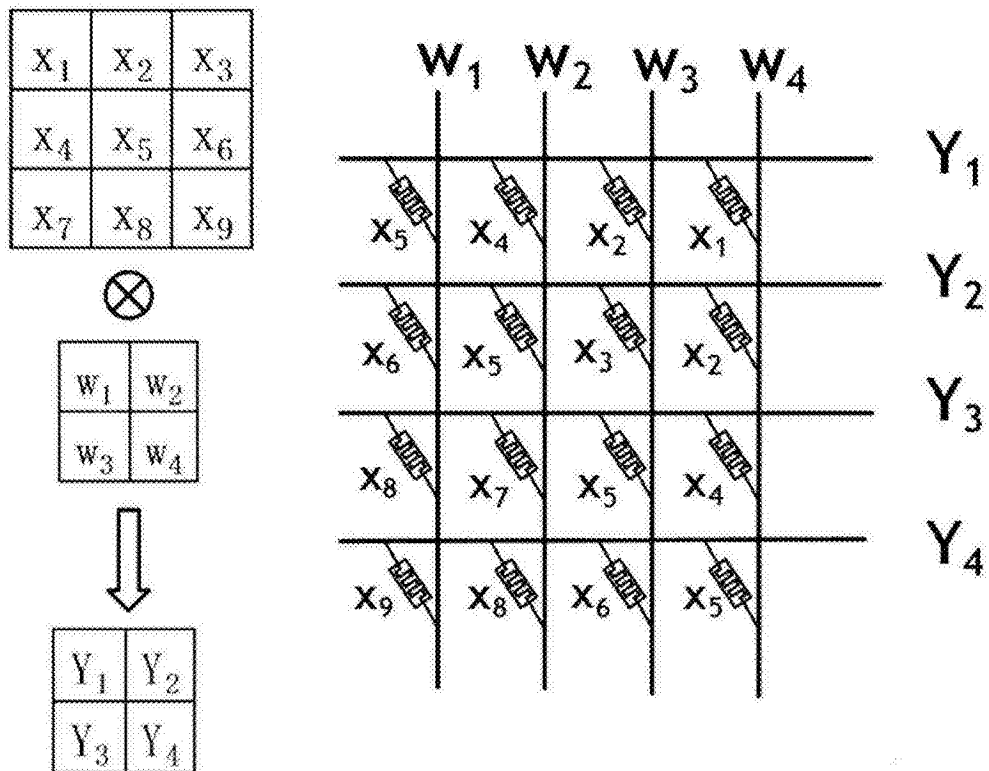 X₁ X₂ X₃
X₄ X₅ X₆
X₇ X₈ X₉
W₁ W₂
W₃ W₄
Y₁ Y₂
Y₃ Y₄
W₁ W₂ W₃ W₄
Y₁
X₅ X₄ X₂ X₁
Y₂
X₆ X₅ X₃ X₂
Y₃
X₈ X₇ X₅ X₄
Y₄
X₉ X₈ X₆ X₅